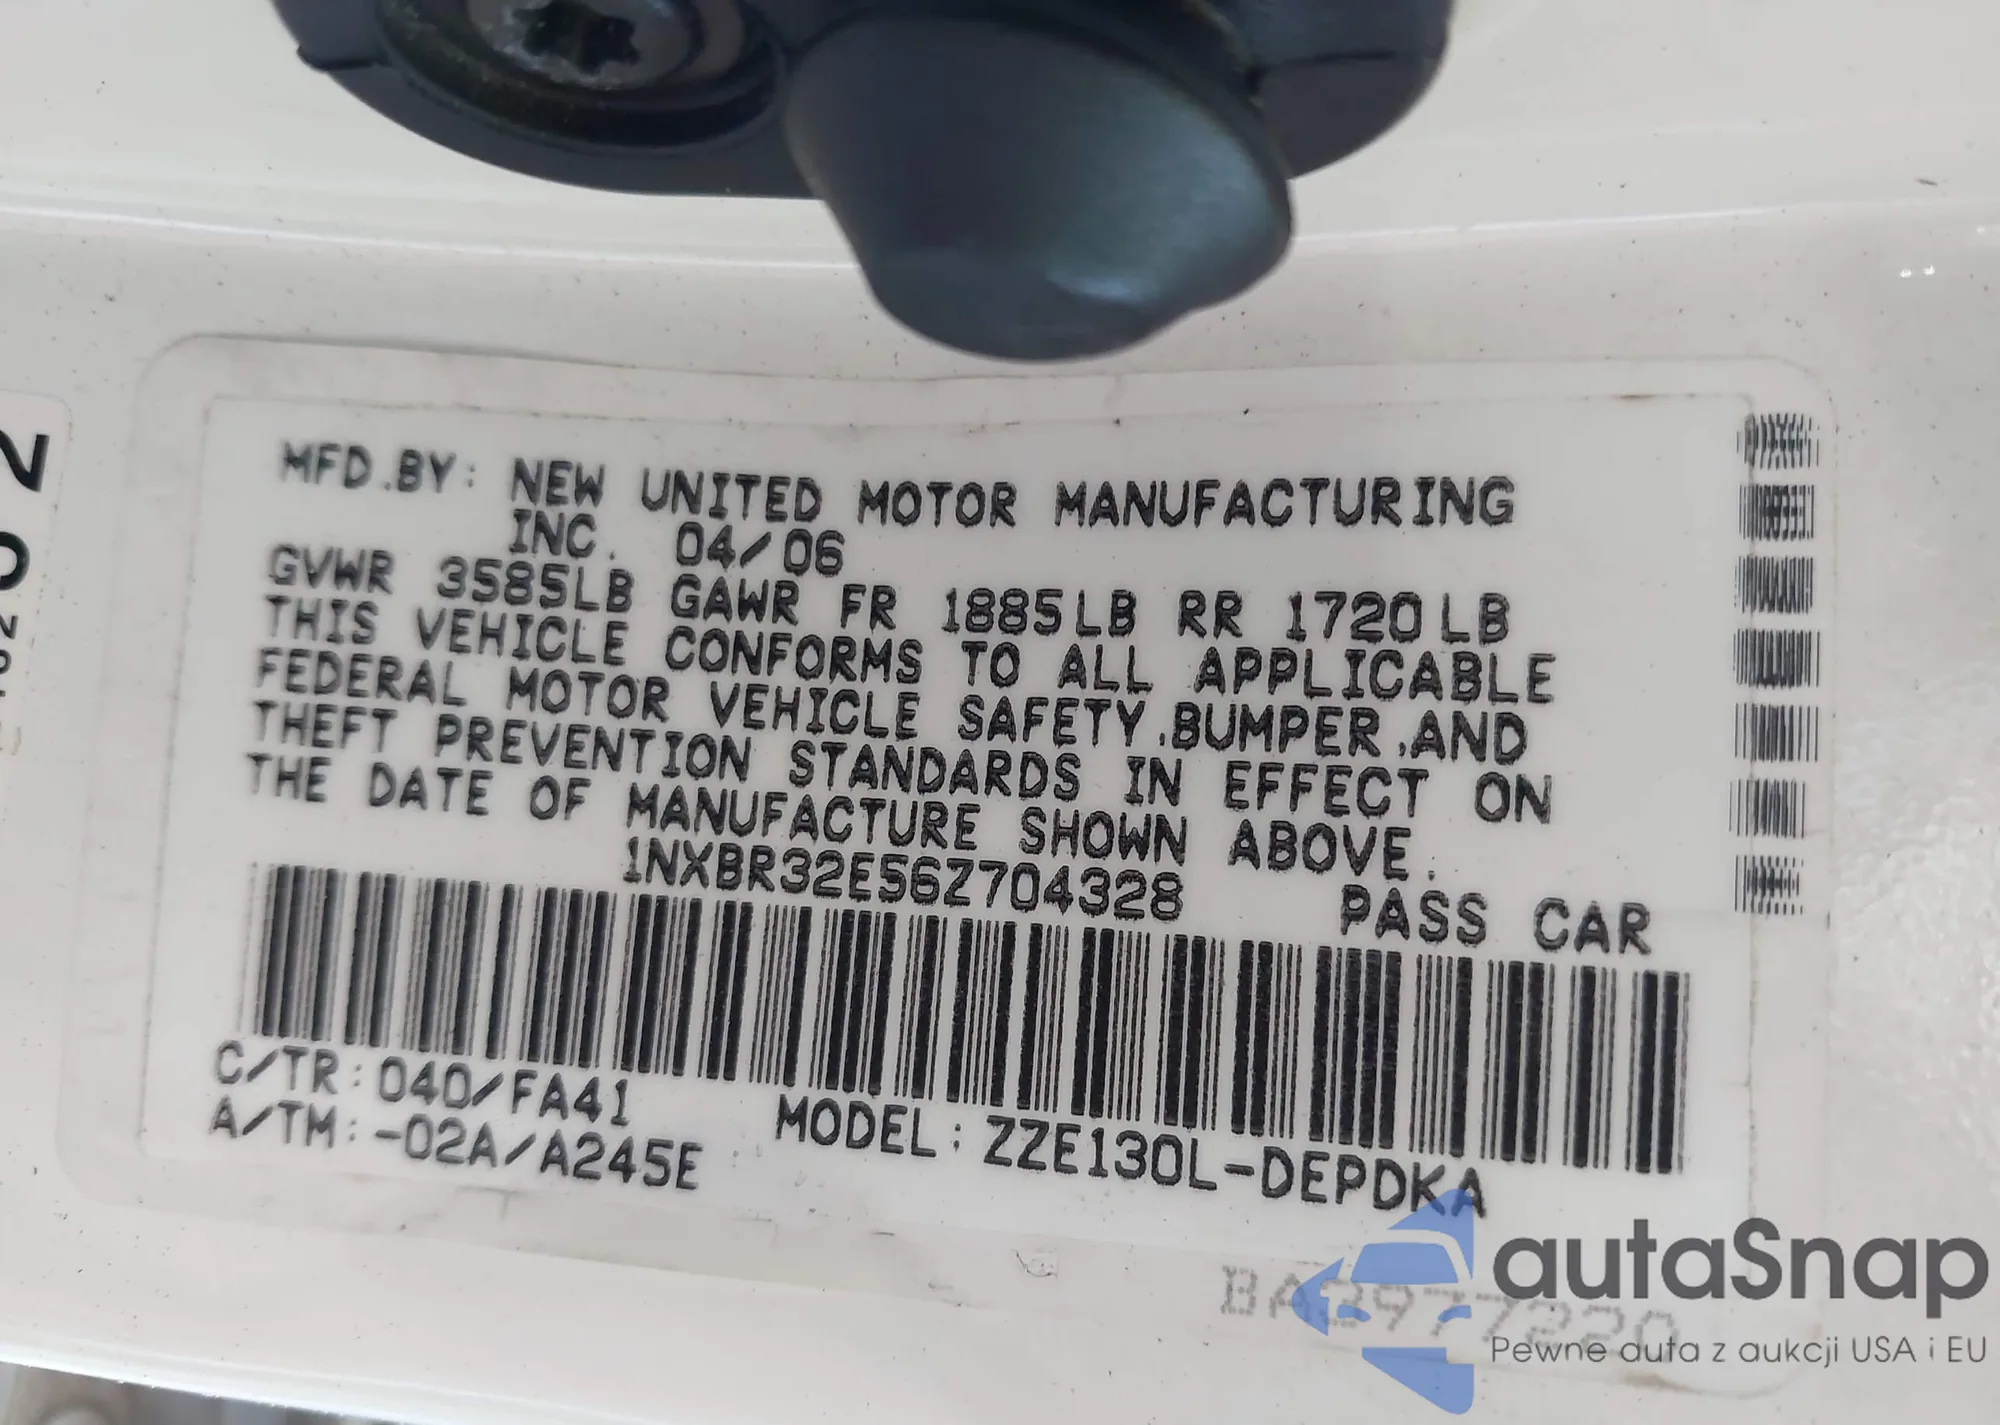 MFD.BY: NEW UNITED MOTOR MANUFACTURING
INC. 04/06
GVWR 3585LB GAWR FR 1885LB RR 1720LB
THIS VEHICLE CONFORMS TO ALL APPLICABLE
FEDERAL MOTOR VEHICLE SAFETY,BUMPER,AND
THEFT PREVENTION STANDARDS IN EFFECT ON
THE DATE OF MANUFACTURE SHOWN ABOVE.
1NXBR32E56Z704328 PASS CAR
C/TR: 040/FA41
A/TM: -02A/A245E MODEL: ZZE130L-DEPDKA
BA2977220
autaSnap
Pewne auta z aukcji USA i EU